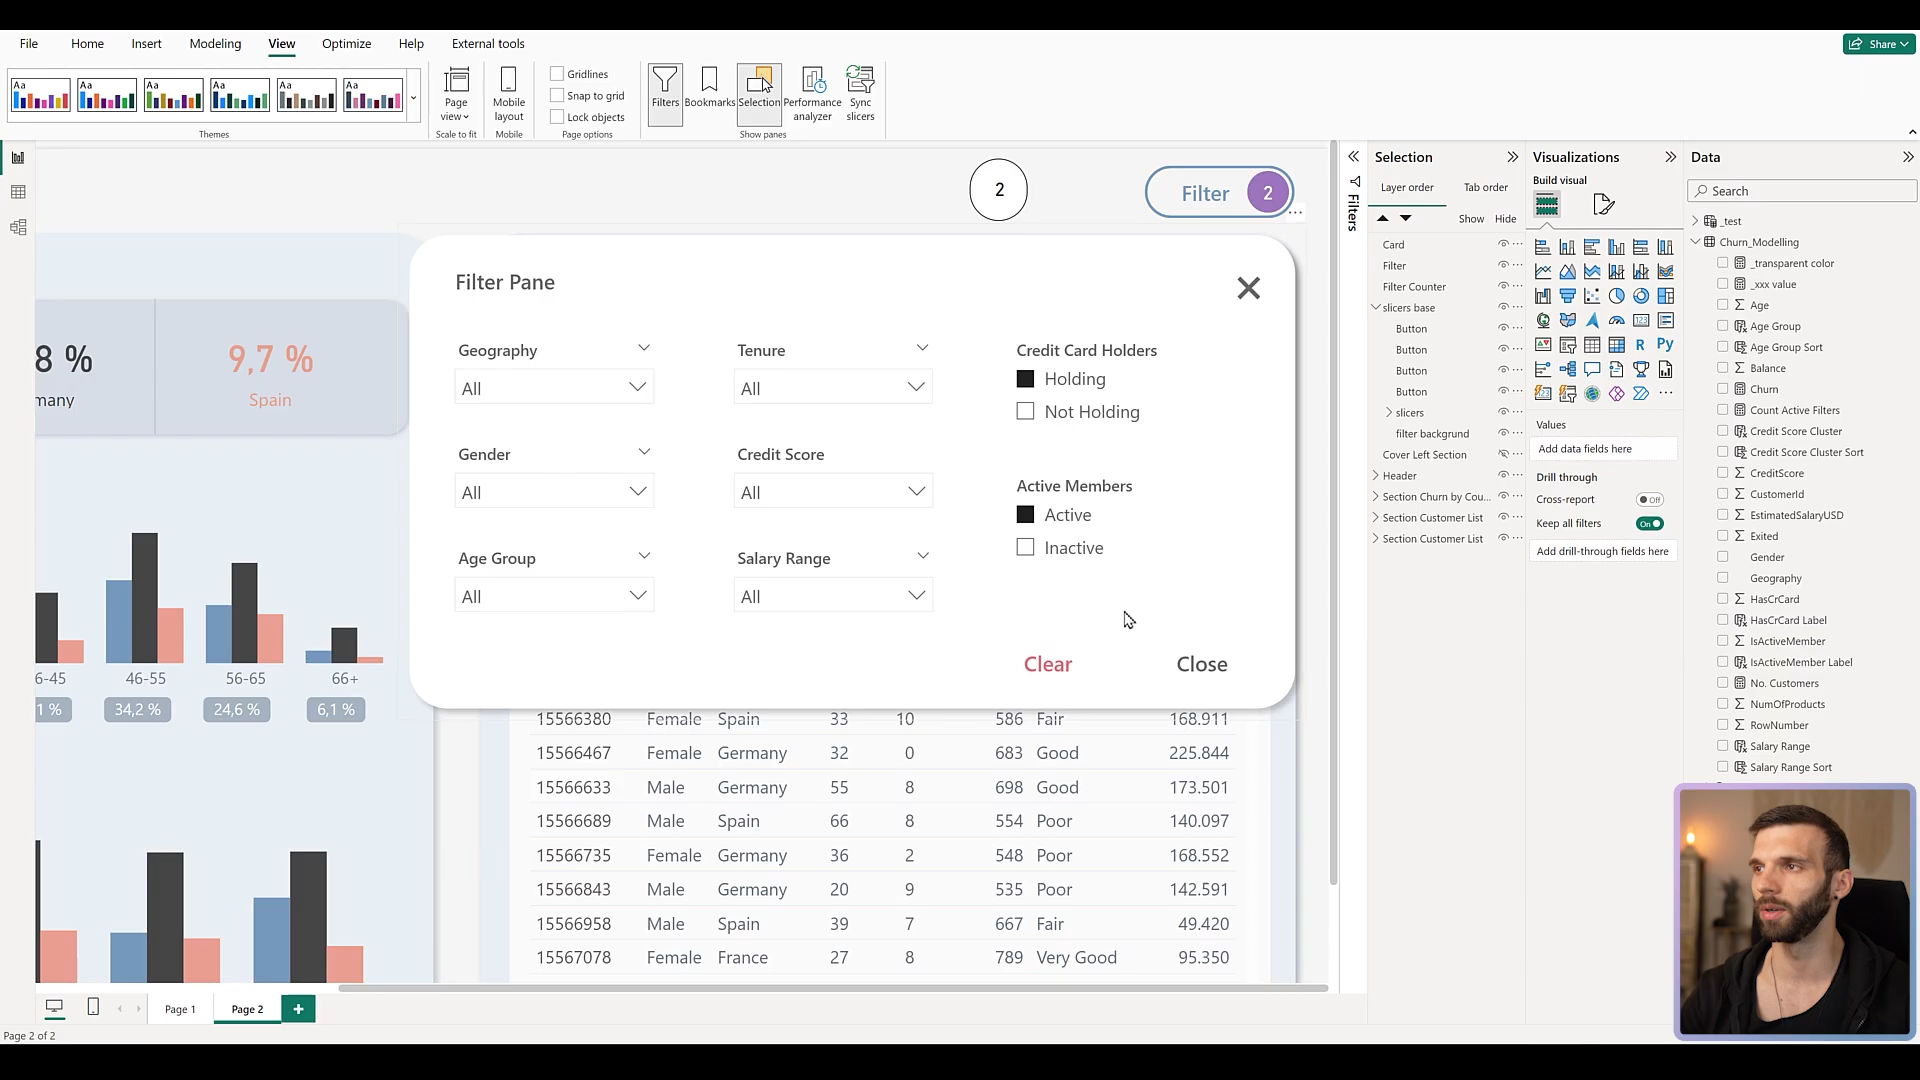 File Home Insert Modeling View Optimize Help External tools
Share
Aa Aa Aa Aa Aa Aa
Themes
Page view
Scale to fit
Mobile layout
Mobile
Gridlines
Snap to grid
Lock objects
Page options
Filters Bookmarks Selection Performance analyzer Sync slicers
Show panes
2
Filter 2
8 %
many
9,7 %
Spain
6-45 46-55 56-65 66+
1 % 34,2 % 24,6 % 6,1 %
Filter Pane
Geography
All
Gender
All
Age Group
All
Tenure
All
Credit Score
All
Salary Range
All
Credit Card Holders
Holding
Not Holding
Active Members
Active
Inactive
Clear Close
15566380 Female Spain 33 10 586 Fair 168.911
15566467 Female Germany 32 0 683 Good 225.844
15566633 Male Germany 55 8 698 Good 173.501
15566689 Male Spain 66 8 554 Poor 140.097
15566735 Female Germany 36 2 548 Poor 168.552
15566843 Male Germany 20 9 535 Poor 142.591
15566958 Male Spain 39 7 667 Fair 49.420
15567078 Female France 27 8 789 Very Good 95.350
Filters
Selection
Layer order Tab order
Show Hide
Card
Filter
Filter Counter
slicers base
Button
Button
Button
Button
slicers
filter backgrund
Cover Left Section
Header
Section Churn by Cou...
Section Customer List
Section Customer List
Visualizations
Build visual
123
R Py
123
Values
Add data fields here
Drill through
Cross-report Off
Keep all filters On
Add drill-through fields here
Data
Search
_test
Churn_Modelling
_transparent color
_xxx value
Age
Age Group
Age Group Sort
Balance
Churn
Count Active Filters
Credit Score Cluster
Credit Score Cluster Sort
CreditScore
CustomerId
EstimatedSalaryUSD
Exited
Gender
Geography
HasCrCard
HasCrCard Label
IsActiveMember
IsActiveMember Label
No. Customers
NumOfProducts
RowNumber
Salary Range
Salary Range Sort
Page 1 Page 2 +
Page 2 of 2